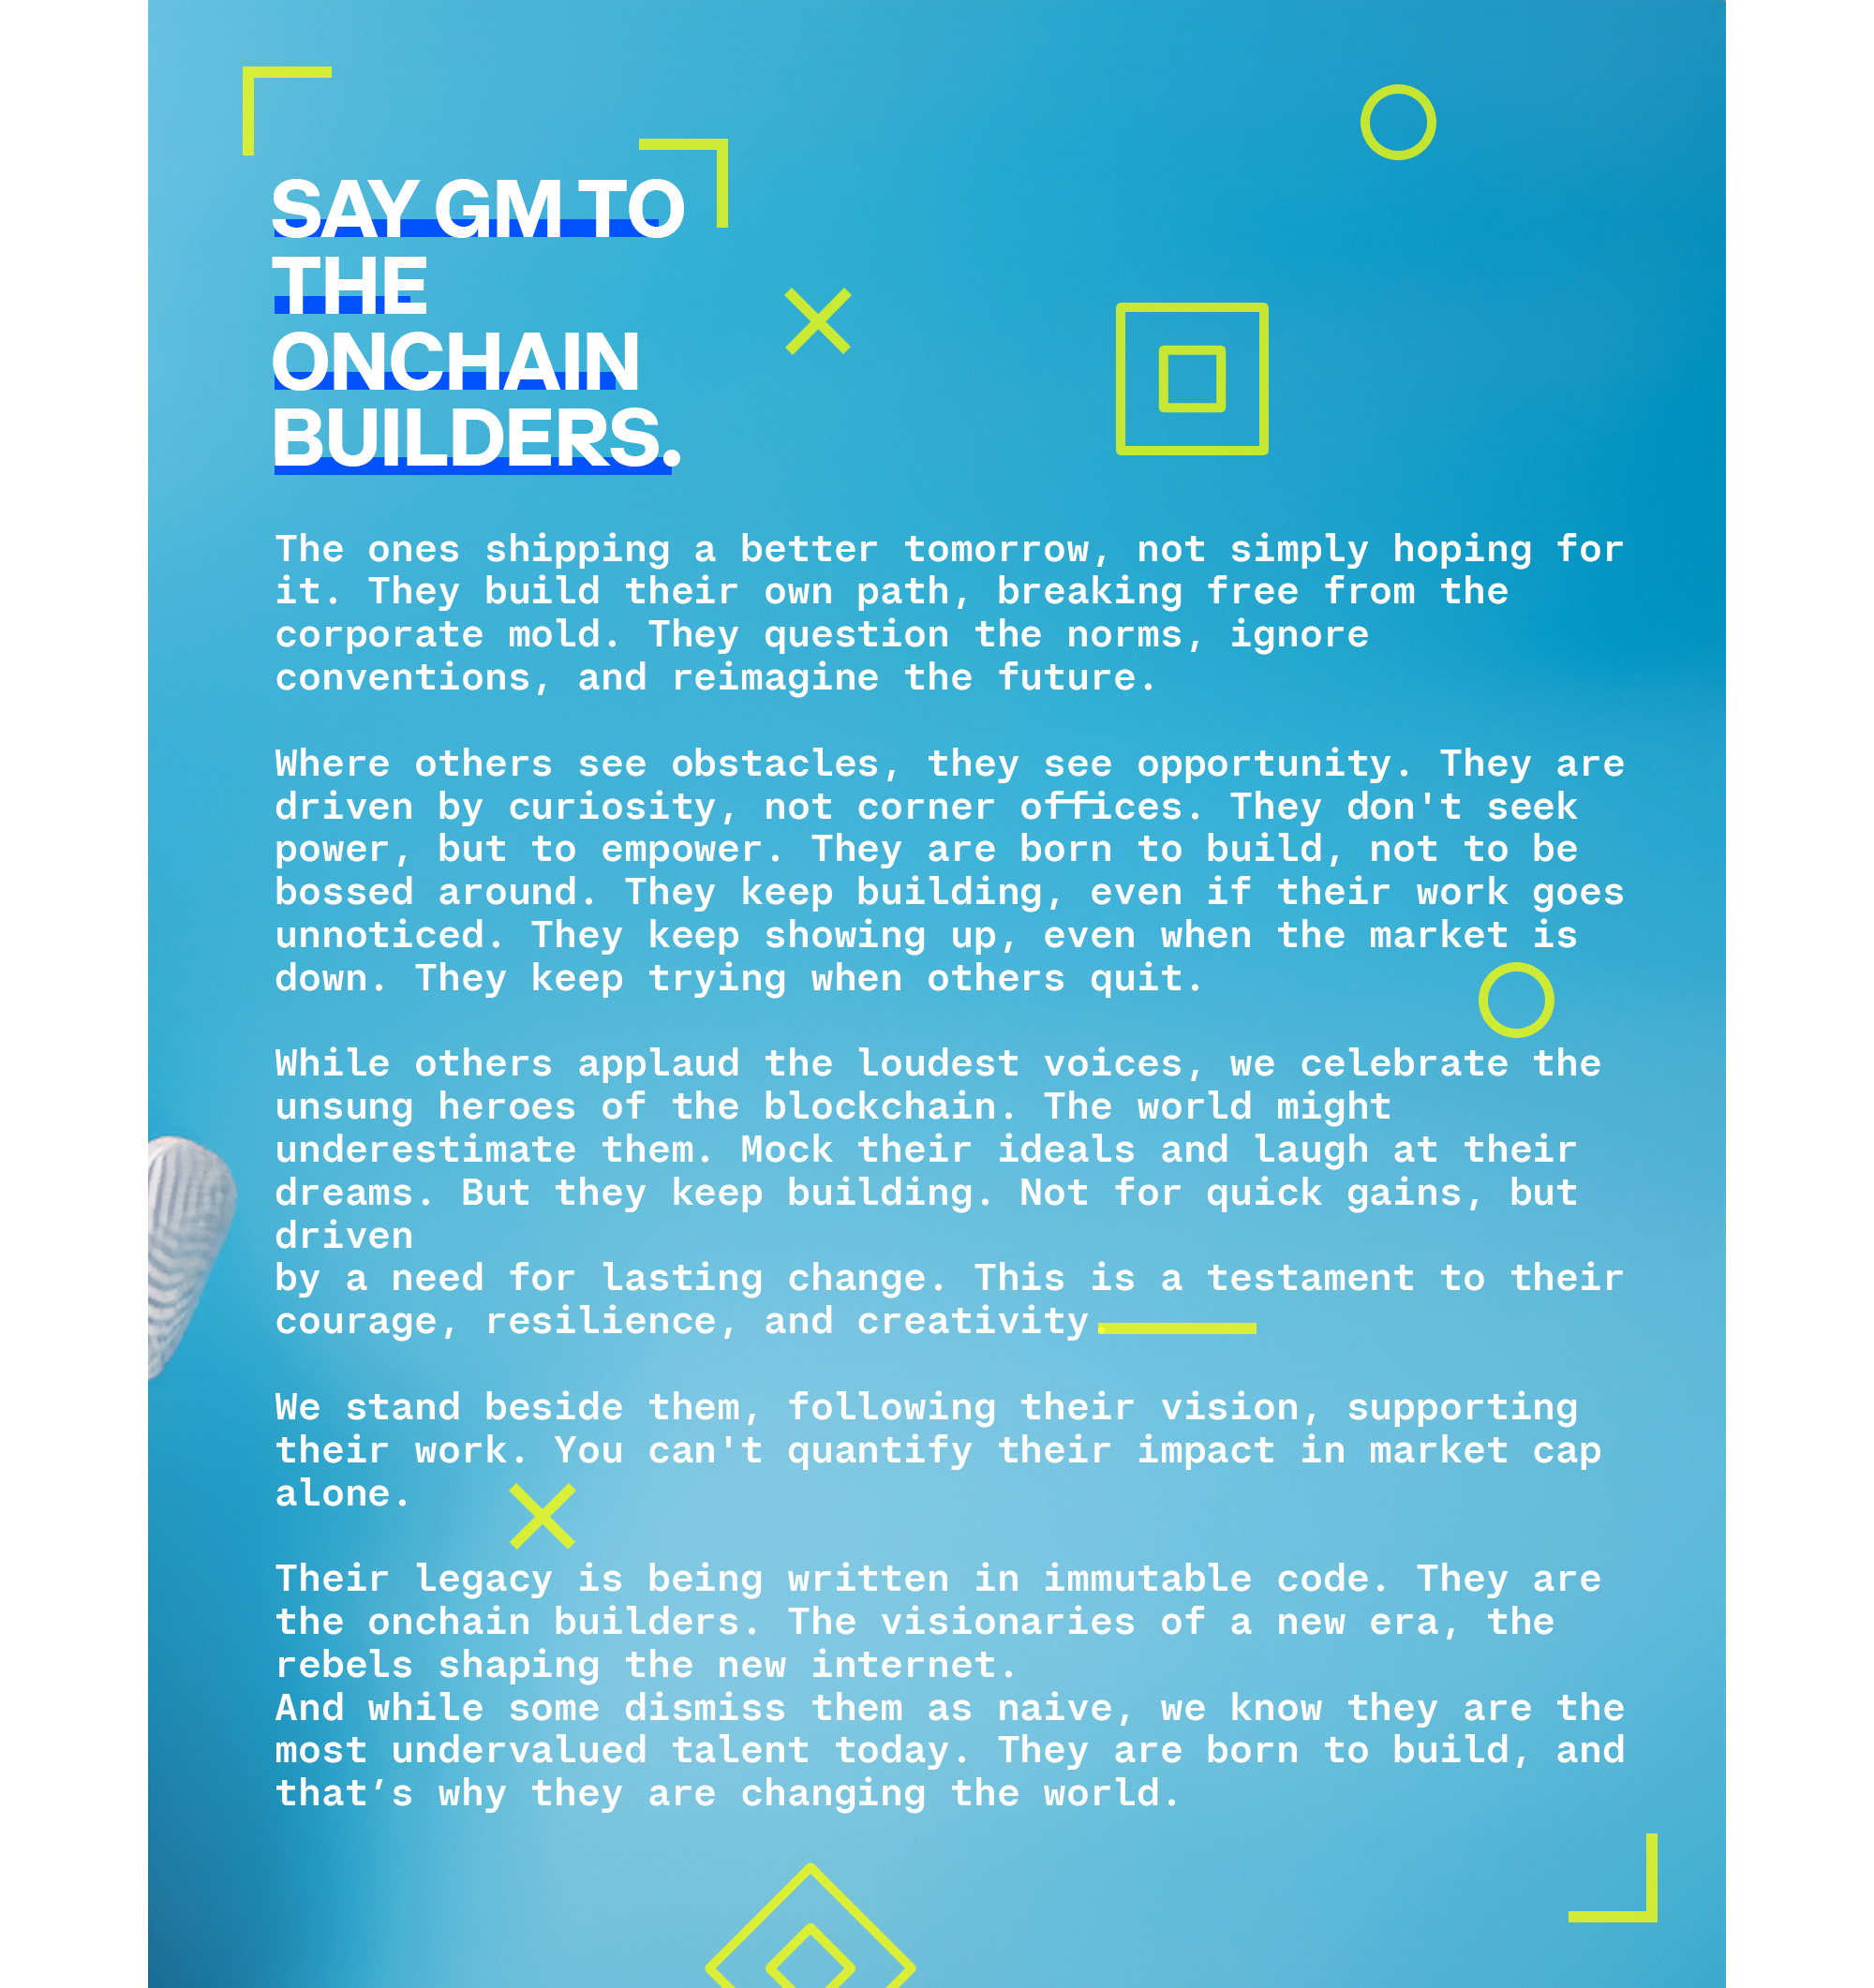 SAY GM TO
THE
ONCHAIN
BUILDERS.
The ones shipping a better tomorrow, not simply hoping for
it. They build their own path, breaking free from the
corporate mold. They question the norms, ignore
conventions, and reimagine the future.
Where others see obstacles, they see opportunity. They are
driven by curiosity, not corner offices. They don't seek
power, but to empower. They are born to build, not to be
bossed around. They keep building, even if their work goes
unnoticed. They keep showing up, even when the market is
down. They keep trying when others quit.
While others applaud the loudest voices, we celebrate the
unsung heroes of the blockchain. The world might
underestimate them. Mock their ideals and laugh at their
dreams. But they keep building. Not for quick gains, but
driven
by a need for lasting change. This is a testament to their
courage, resilience, and creativity.
We stand beside them, following their vision, supporting
their work. You can't quantify their impact in market cap
alone.
Their legacy is being written in immutable code. They are
the onchain builders. The visionaries of a new era, the
rebels shaping the new internet.
And while some dismiss them as naive, we know they are the
most undervalued talent today. They are born to build, and
that’s why they are changing the world.